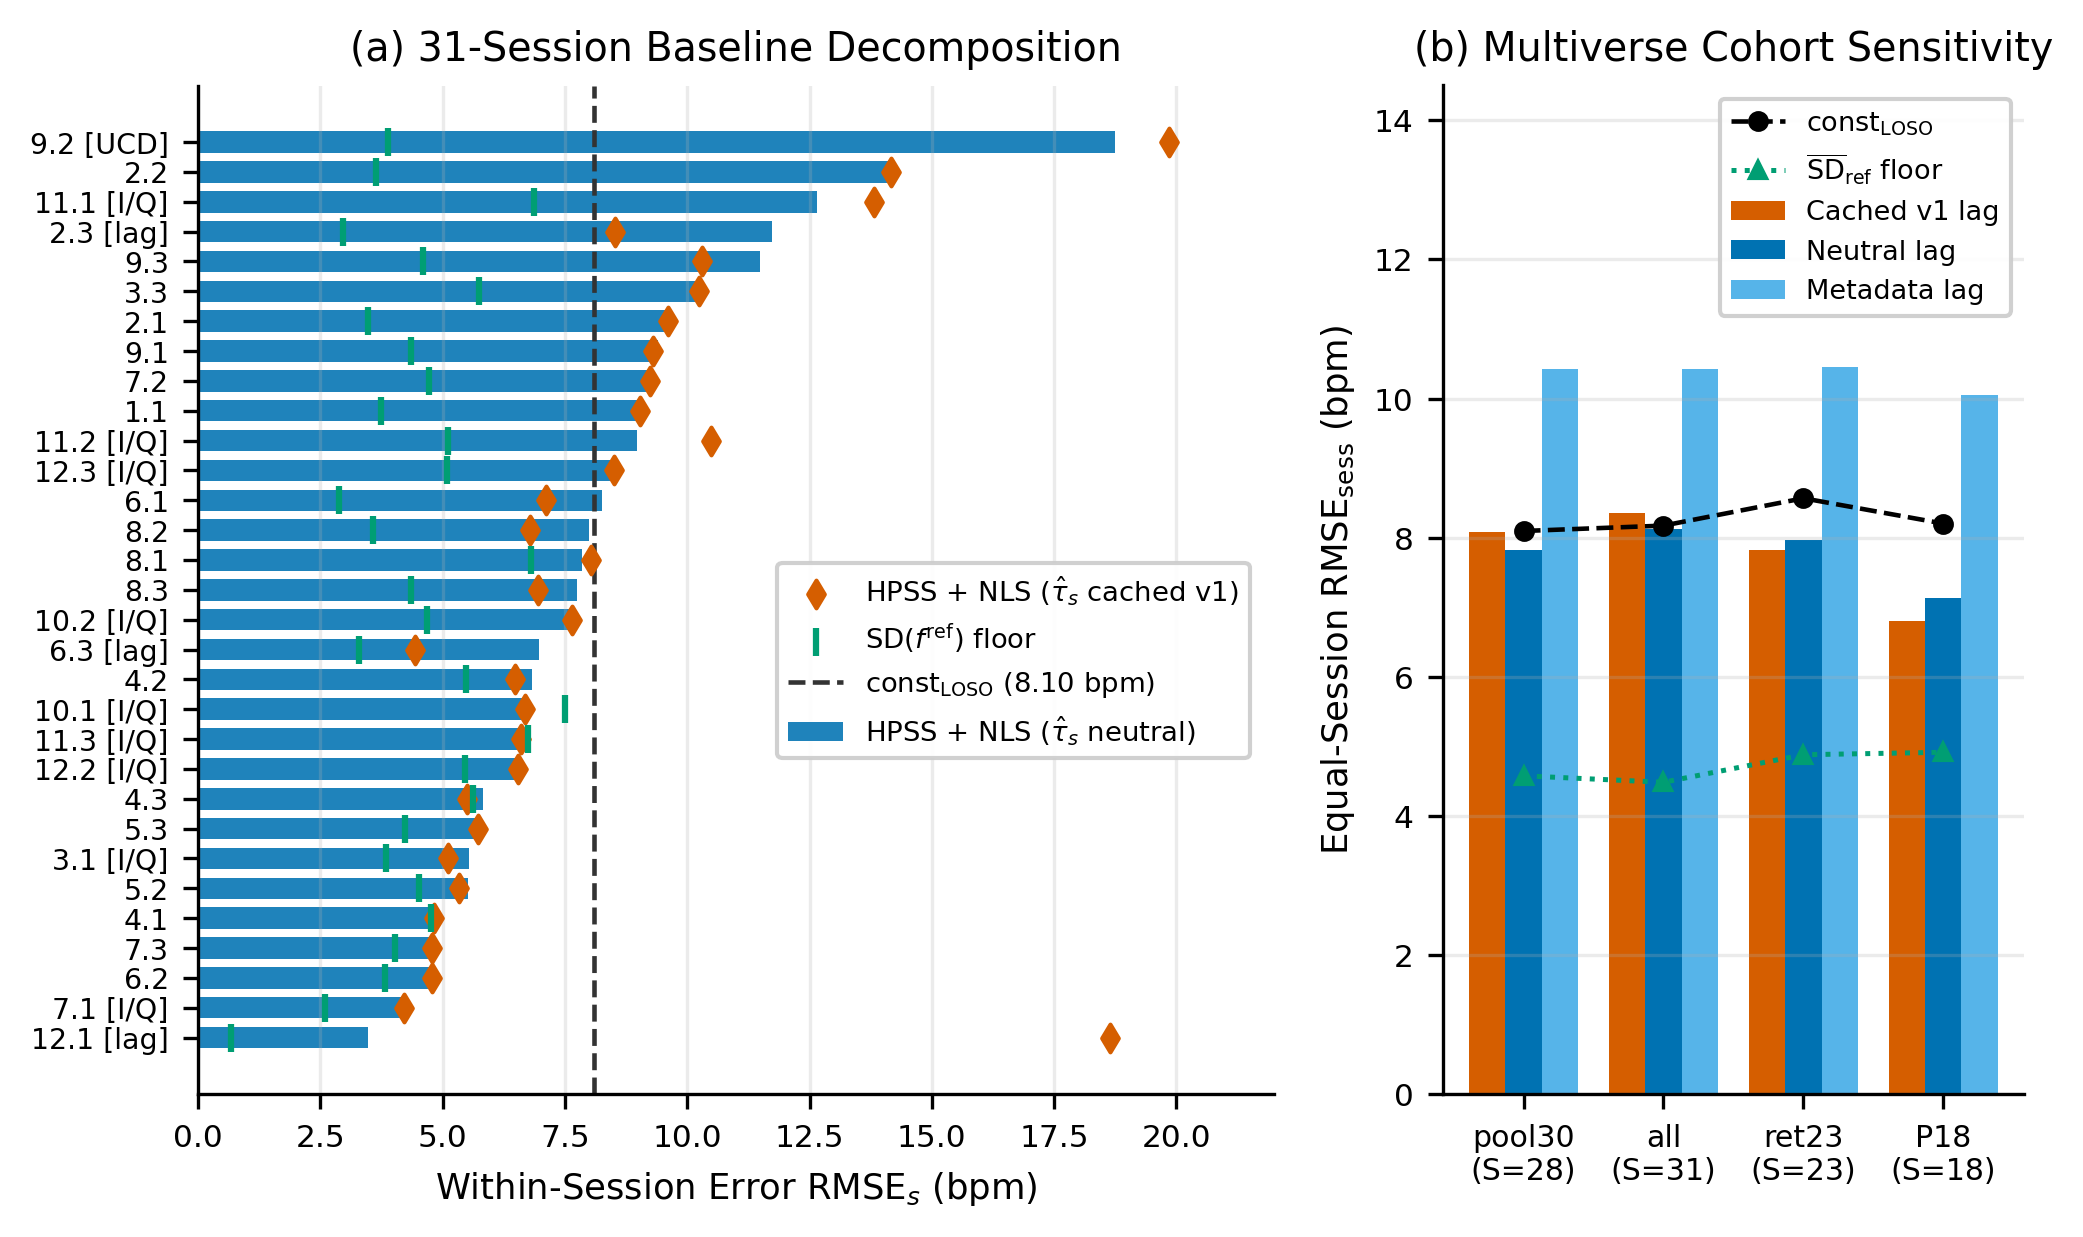 (a) 31-Session Baseline Decomposition
9.2 [UCD]
2.2
11.1 [I/Q]
2.3 [lag]
9.3
3.3
2.1
9.1
7.2
1.1
11.2 [I/Q]
12.3 [I/Q]
6.1
8.2
8.1
8.3
10.2 [I/Q]
6.3 [lag]
4.2
10.1 [I/Q]
11.3 [I/Q]
12.2 [I/Q]
4.3
5.3
3.1 [I/Q]
5.2
4.1
7.3
6.2
7.1 [I/Q]
12.1 [lag]
HPSS + NLS (τ̂s cached v1)
SD(f ref) floor
constLOSO (8.10 bpm)
HPSS + NLS (τ̂s neutral)
0.0 2.5 5.0 7.5 10.0 12.5 15.0 17.5 20.0
Within-Session Error RMSEs (bpm)
(b) Multiverse Cohort Sensitivity
constLOSO
S̅D̅ref floor
Cached v1 lag
Neutral lag
Metadata lag
Equal-Session RMSEsess (bpm)
14
12
10
8
6
4
2
0
pool30 all ret23 P18
(S=28) (S=31) (S=23) (S=18)